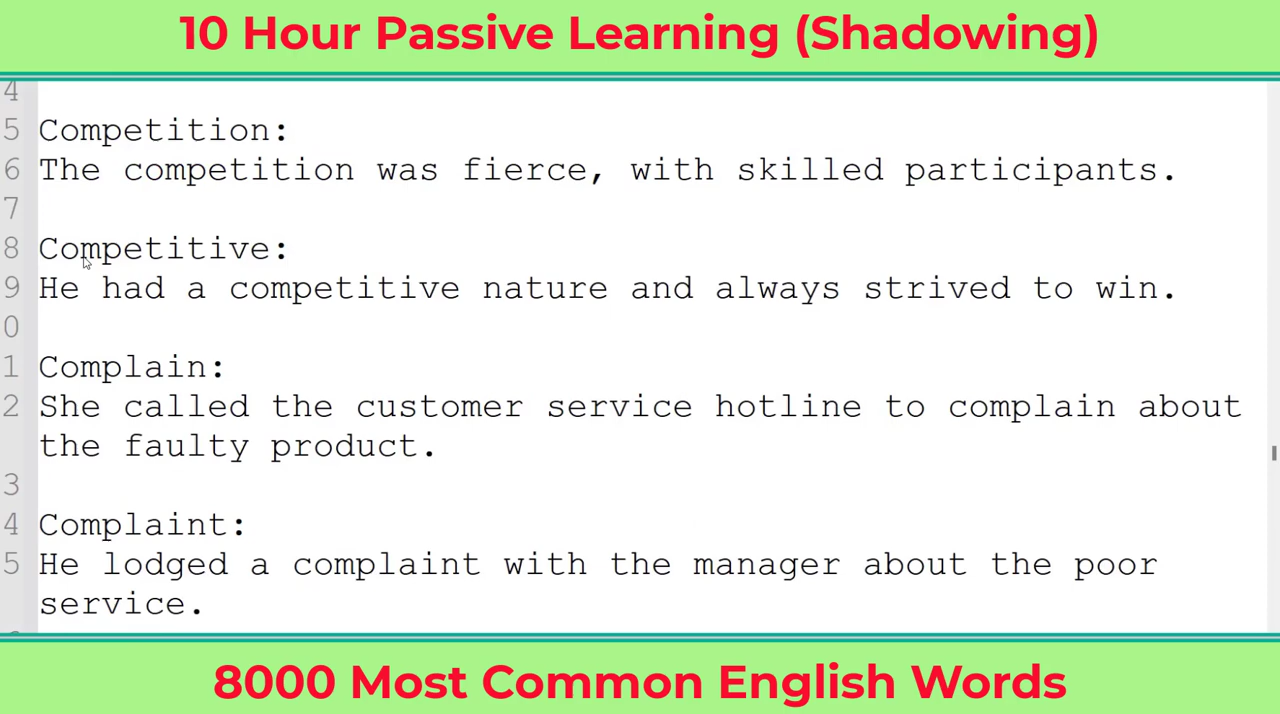 10 Hour Passive Learning (Shadowing)
4
5 Competition:
6 The competition was fierce, with skilled participants.
7
8 Competitive:
9 He had a competitive nature and always strived to win.
0
1 Complain:
2 She called the customer service hotline to complain about
the faulty product.
3
4 Complaint:
5 He lodged a complaint with the manager about the poor
service.
8000 Most Common English Words